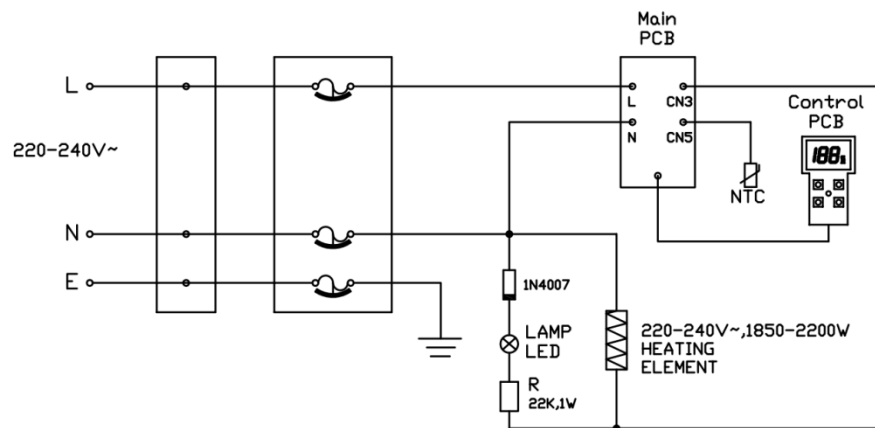 Main
PCB
L
L
CN3
Control
PCB
N
CN5
220-240V~
188%
NTC
N
E
1N4007
LAMP
LED
220-240V~,1850-2200W
HEATING
ELEMENT
R
22K,1W